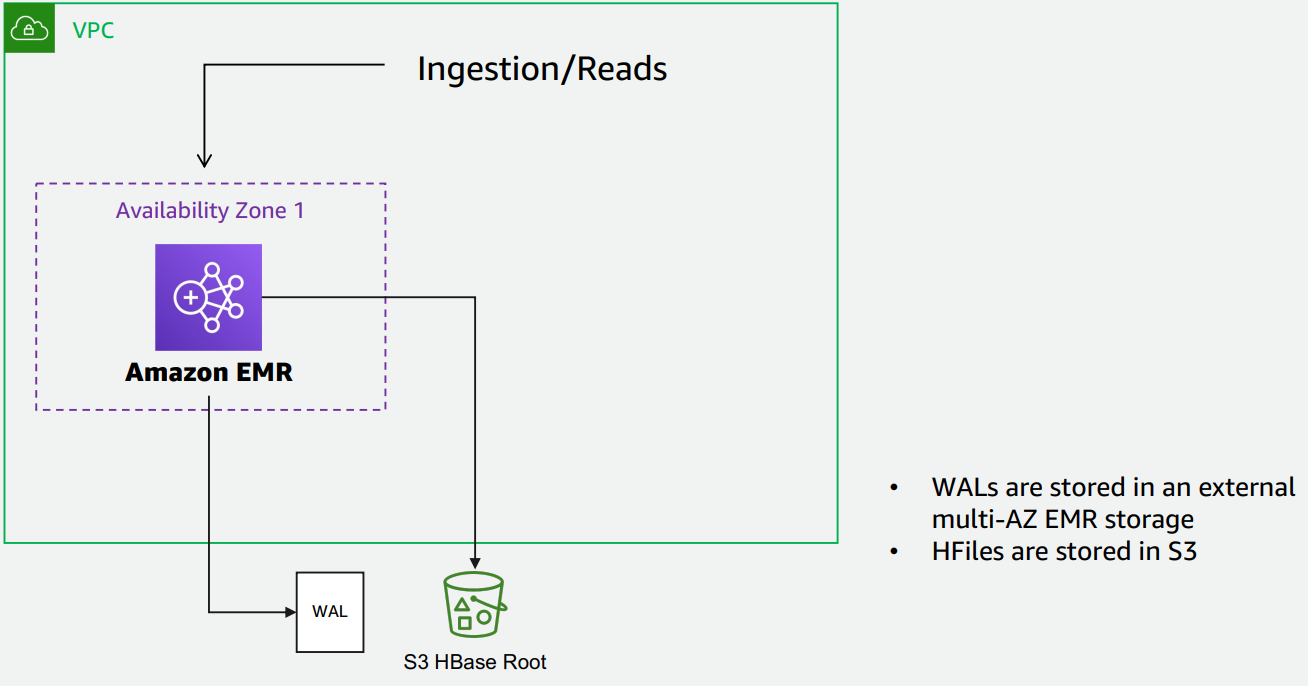 VPC
Ingestion/Reads
Availability Zone 1
Amazon EMR
• WALs are stored in an external
multi-AZ EMR storage
• HFiles are stored in S3
WAL
S3 HBase Root